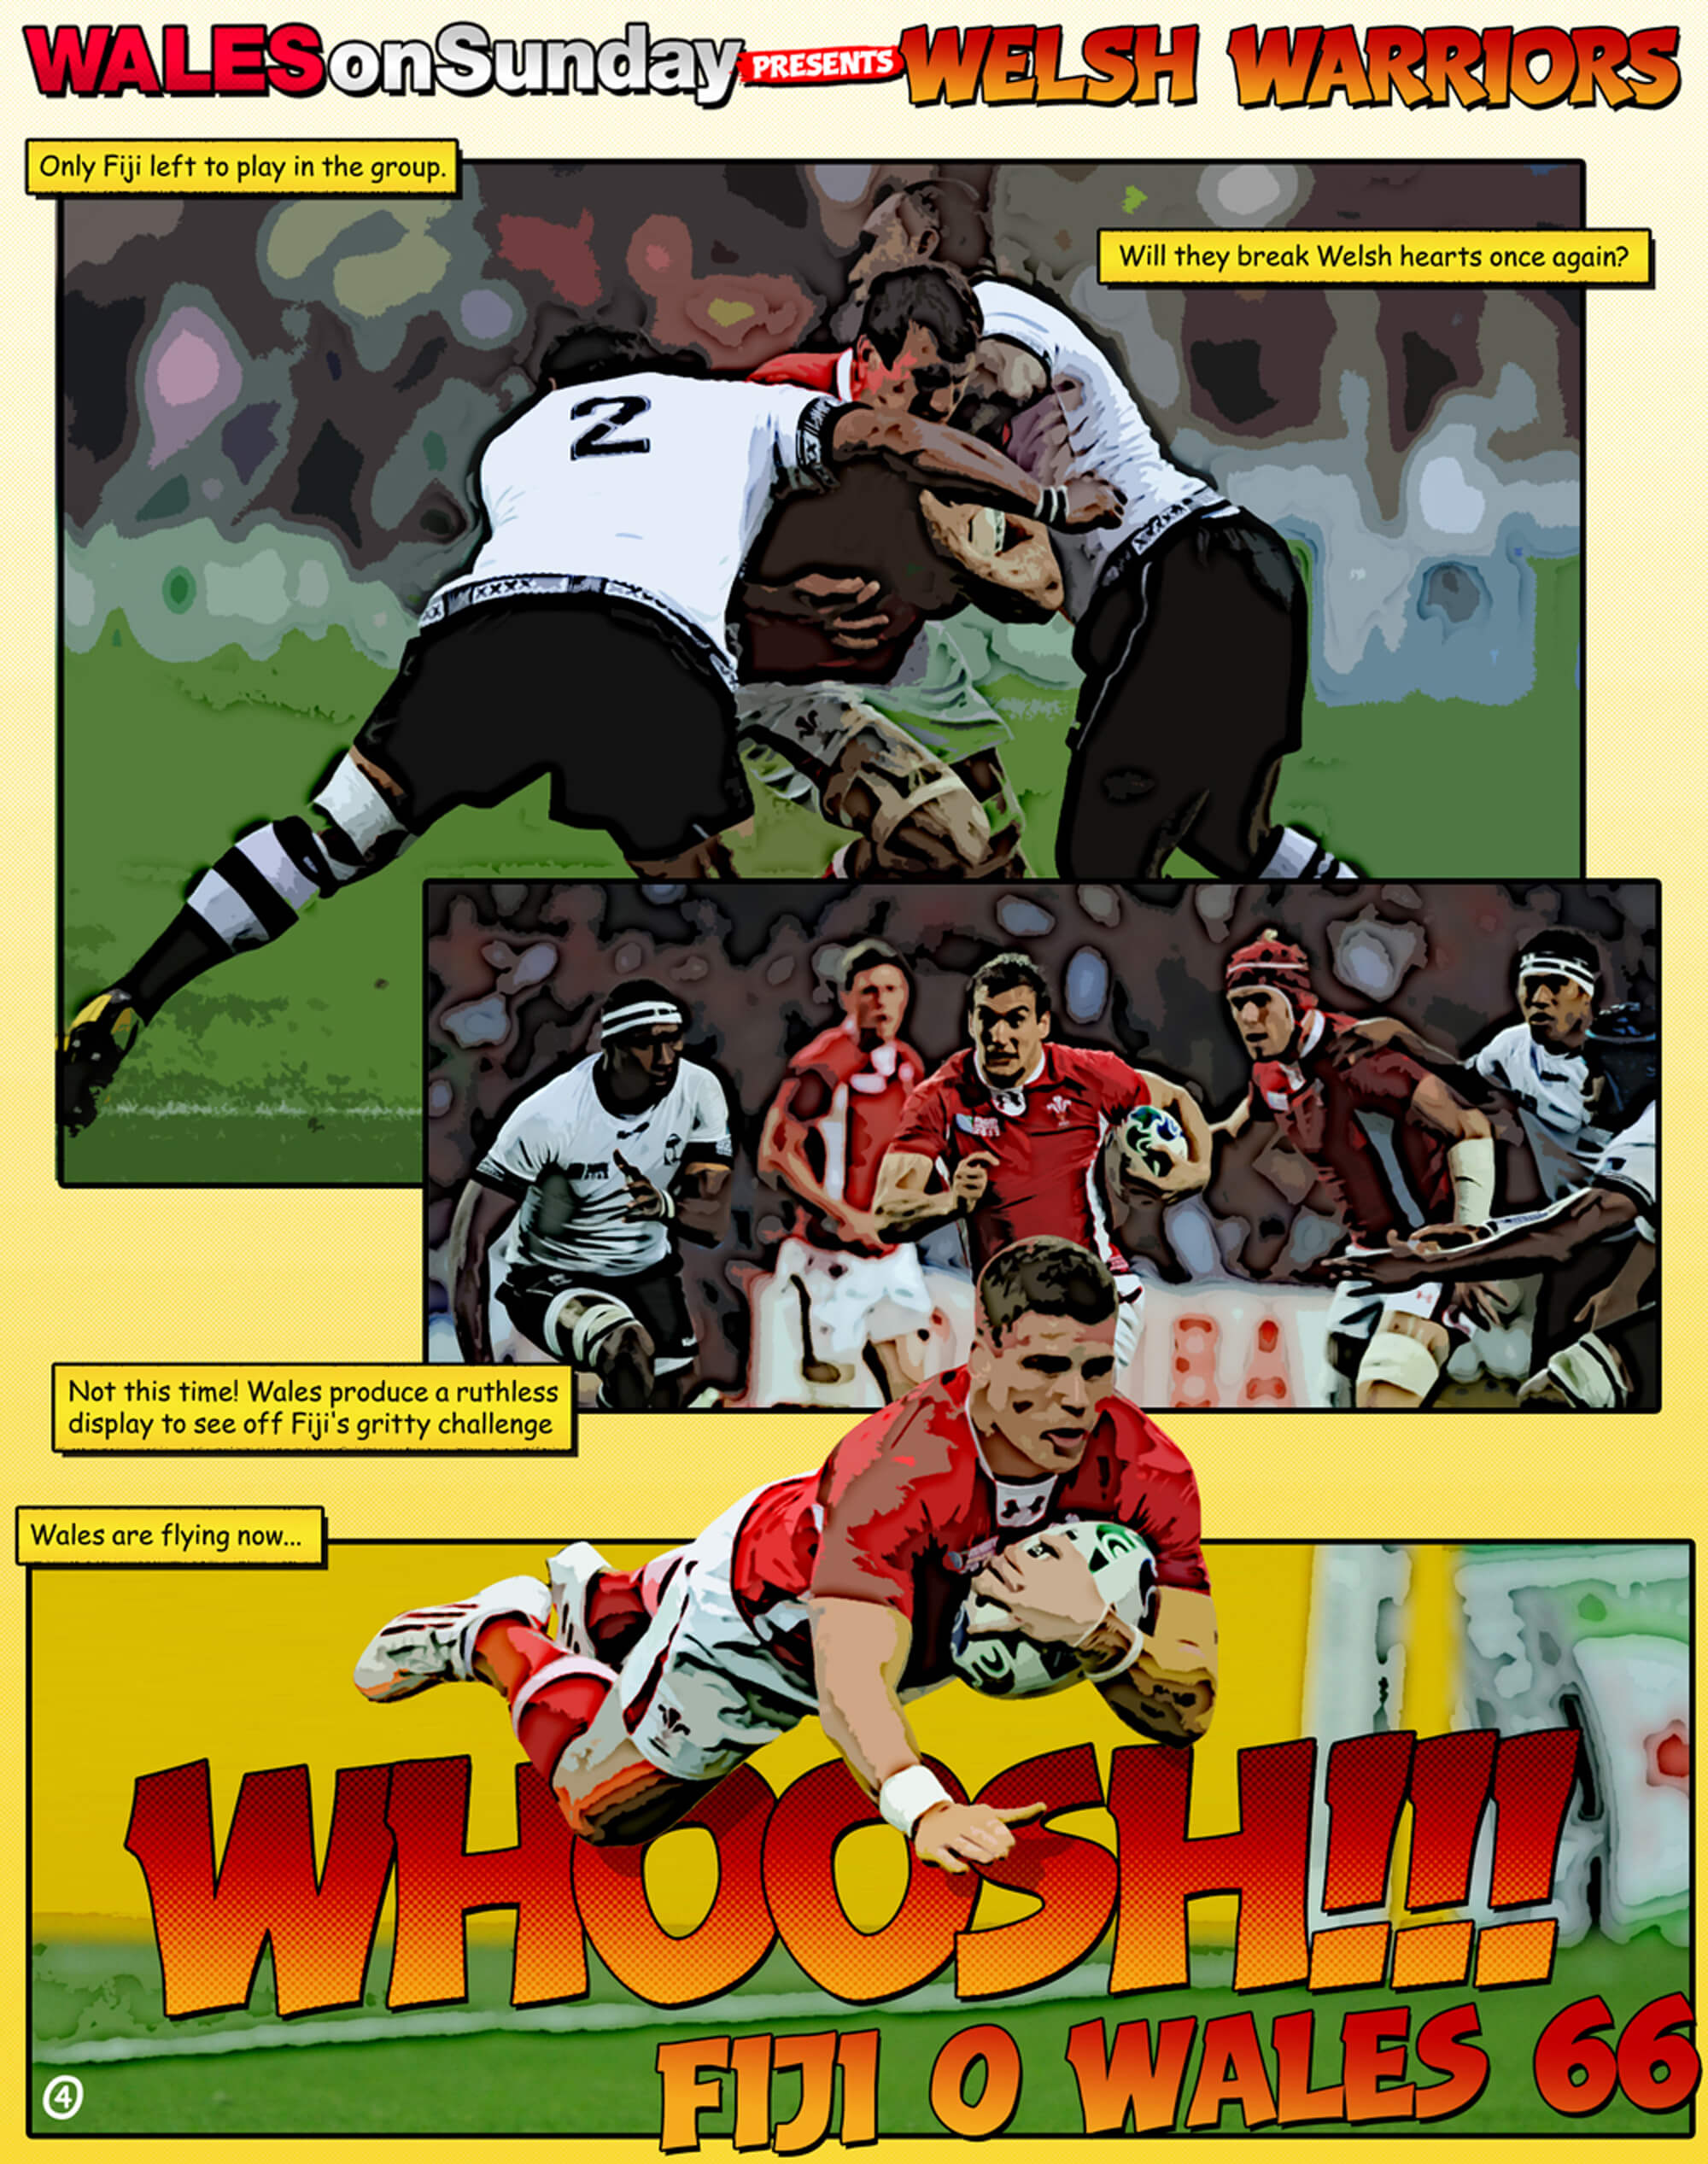 WALESonSunday PRESENTS WELSH WARRIORS
Only Fiji left to play in the group.
Will they break Welsh hearts once again?
2
Not this time! Wales produce a ruthless
display to see off Fiji's gritty challenge
Wales are flying now...
WHOOSH!!!
FIJI 0 WALES 66
4